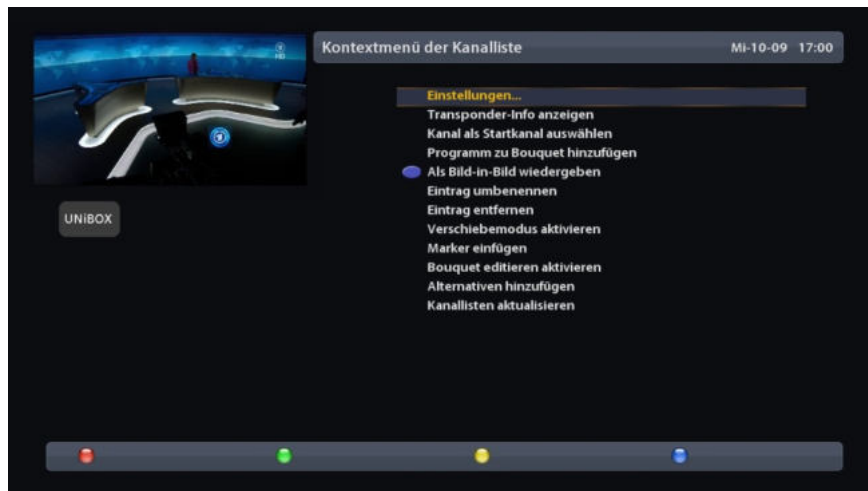 Kontextmenü der Kanalliste
Mi-10-09 17:00
HD
Einstellungen...
Transponder-Info anzeigen
Kanal als Startkanal auswählen
Programm zu Bouquet hinzufügen
Als Bild-in-Bild wiedergeben
Eintrag umbenennen
Eintrag entfernen
UNiBOX
Verschiebemodus aktivieren
Marker einfügen
Bouquet editieren aktivieren
Alternativen hinzufügen
Kanallisten aktualisieren